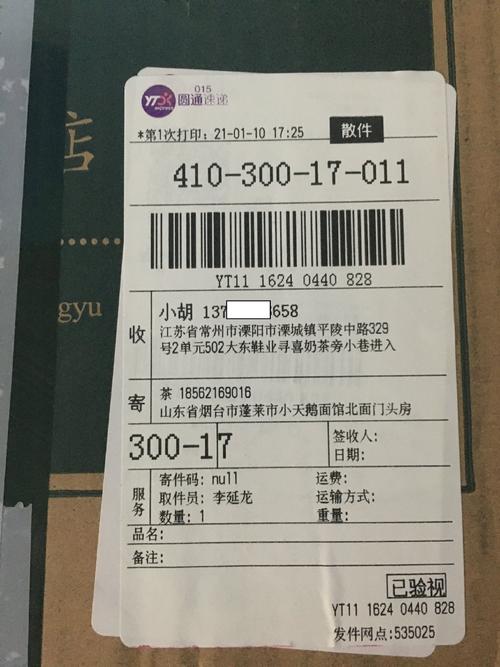 店
gyu
015
YTO 圆通速递
*第1次打印: 21-01-10 17:25
散件
410-300-17-011
YT11 1624 0440 828
收
小胡 137 3658
江苏省常州市溧阳市溧城镇平陵中路329
号2单元502大东鞋业寻喜奶茶旁小巷进入
寄
茶 18562169016
山东省烟台市蓬莱市小天鹅面馆北面门头房
300-17
签收人:
日期:
服务
寄件码: null
运费:
取件员: 李延龙
运输方式:
数量: 1
重量:
品名:
备注:
已验视
YT11 1624 0440 828
发件网点: 535025